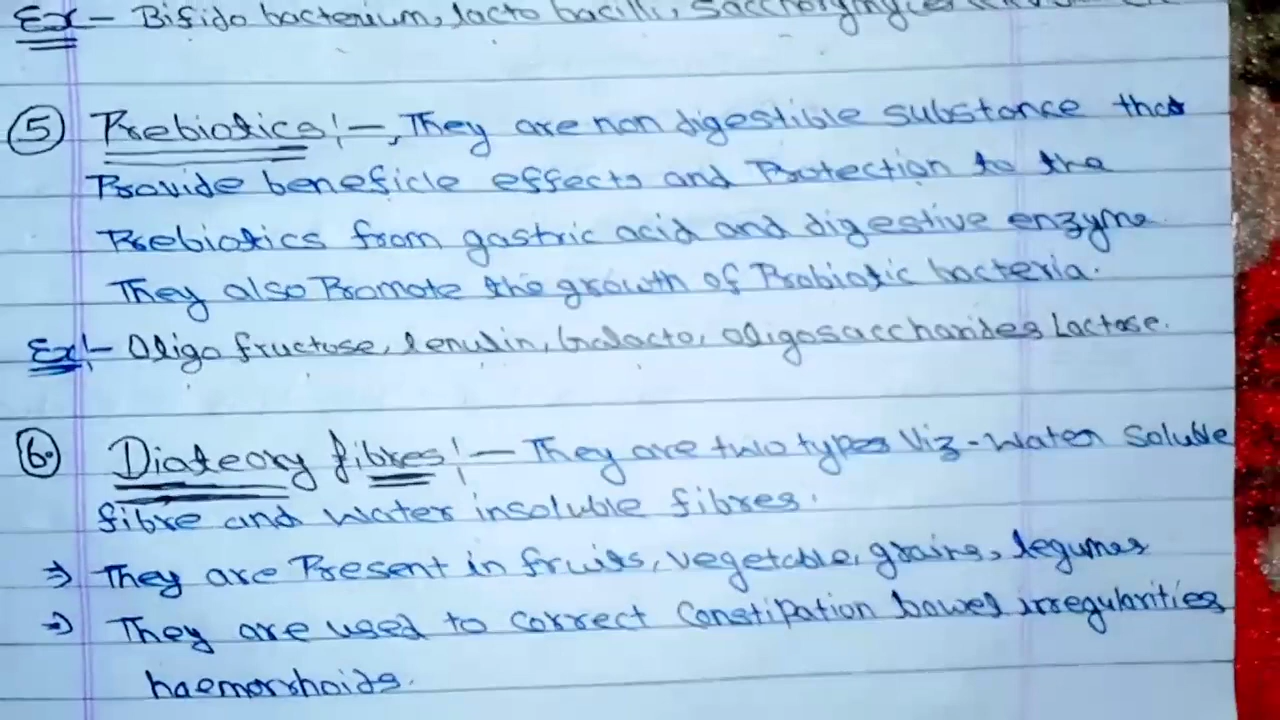 Ex - Bifido bacterium, lacto bacilli,
⑤ Prebiotics :-, They are non digestible substance that
Provide beneficle effects and Protection to the
Prebiotics from gastric acid and digestive enzyme
They also Promote the growth of Probiotic bacteria.
Ex :- Oligo fructose, Ienulin, Galacto, Oligosaccharides, Lactose.
⑥ Diateory fibres :- They are two types Viz - Water soluble
fibre and Water insoluble fibres.
⇒ They are Present in fruits, vegetable, grains, legumes
⇒ They are used to correct Constipation bowel irregularities
haemorrhoids.